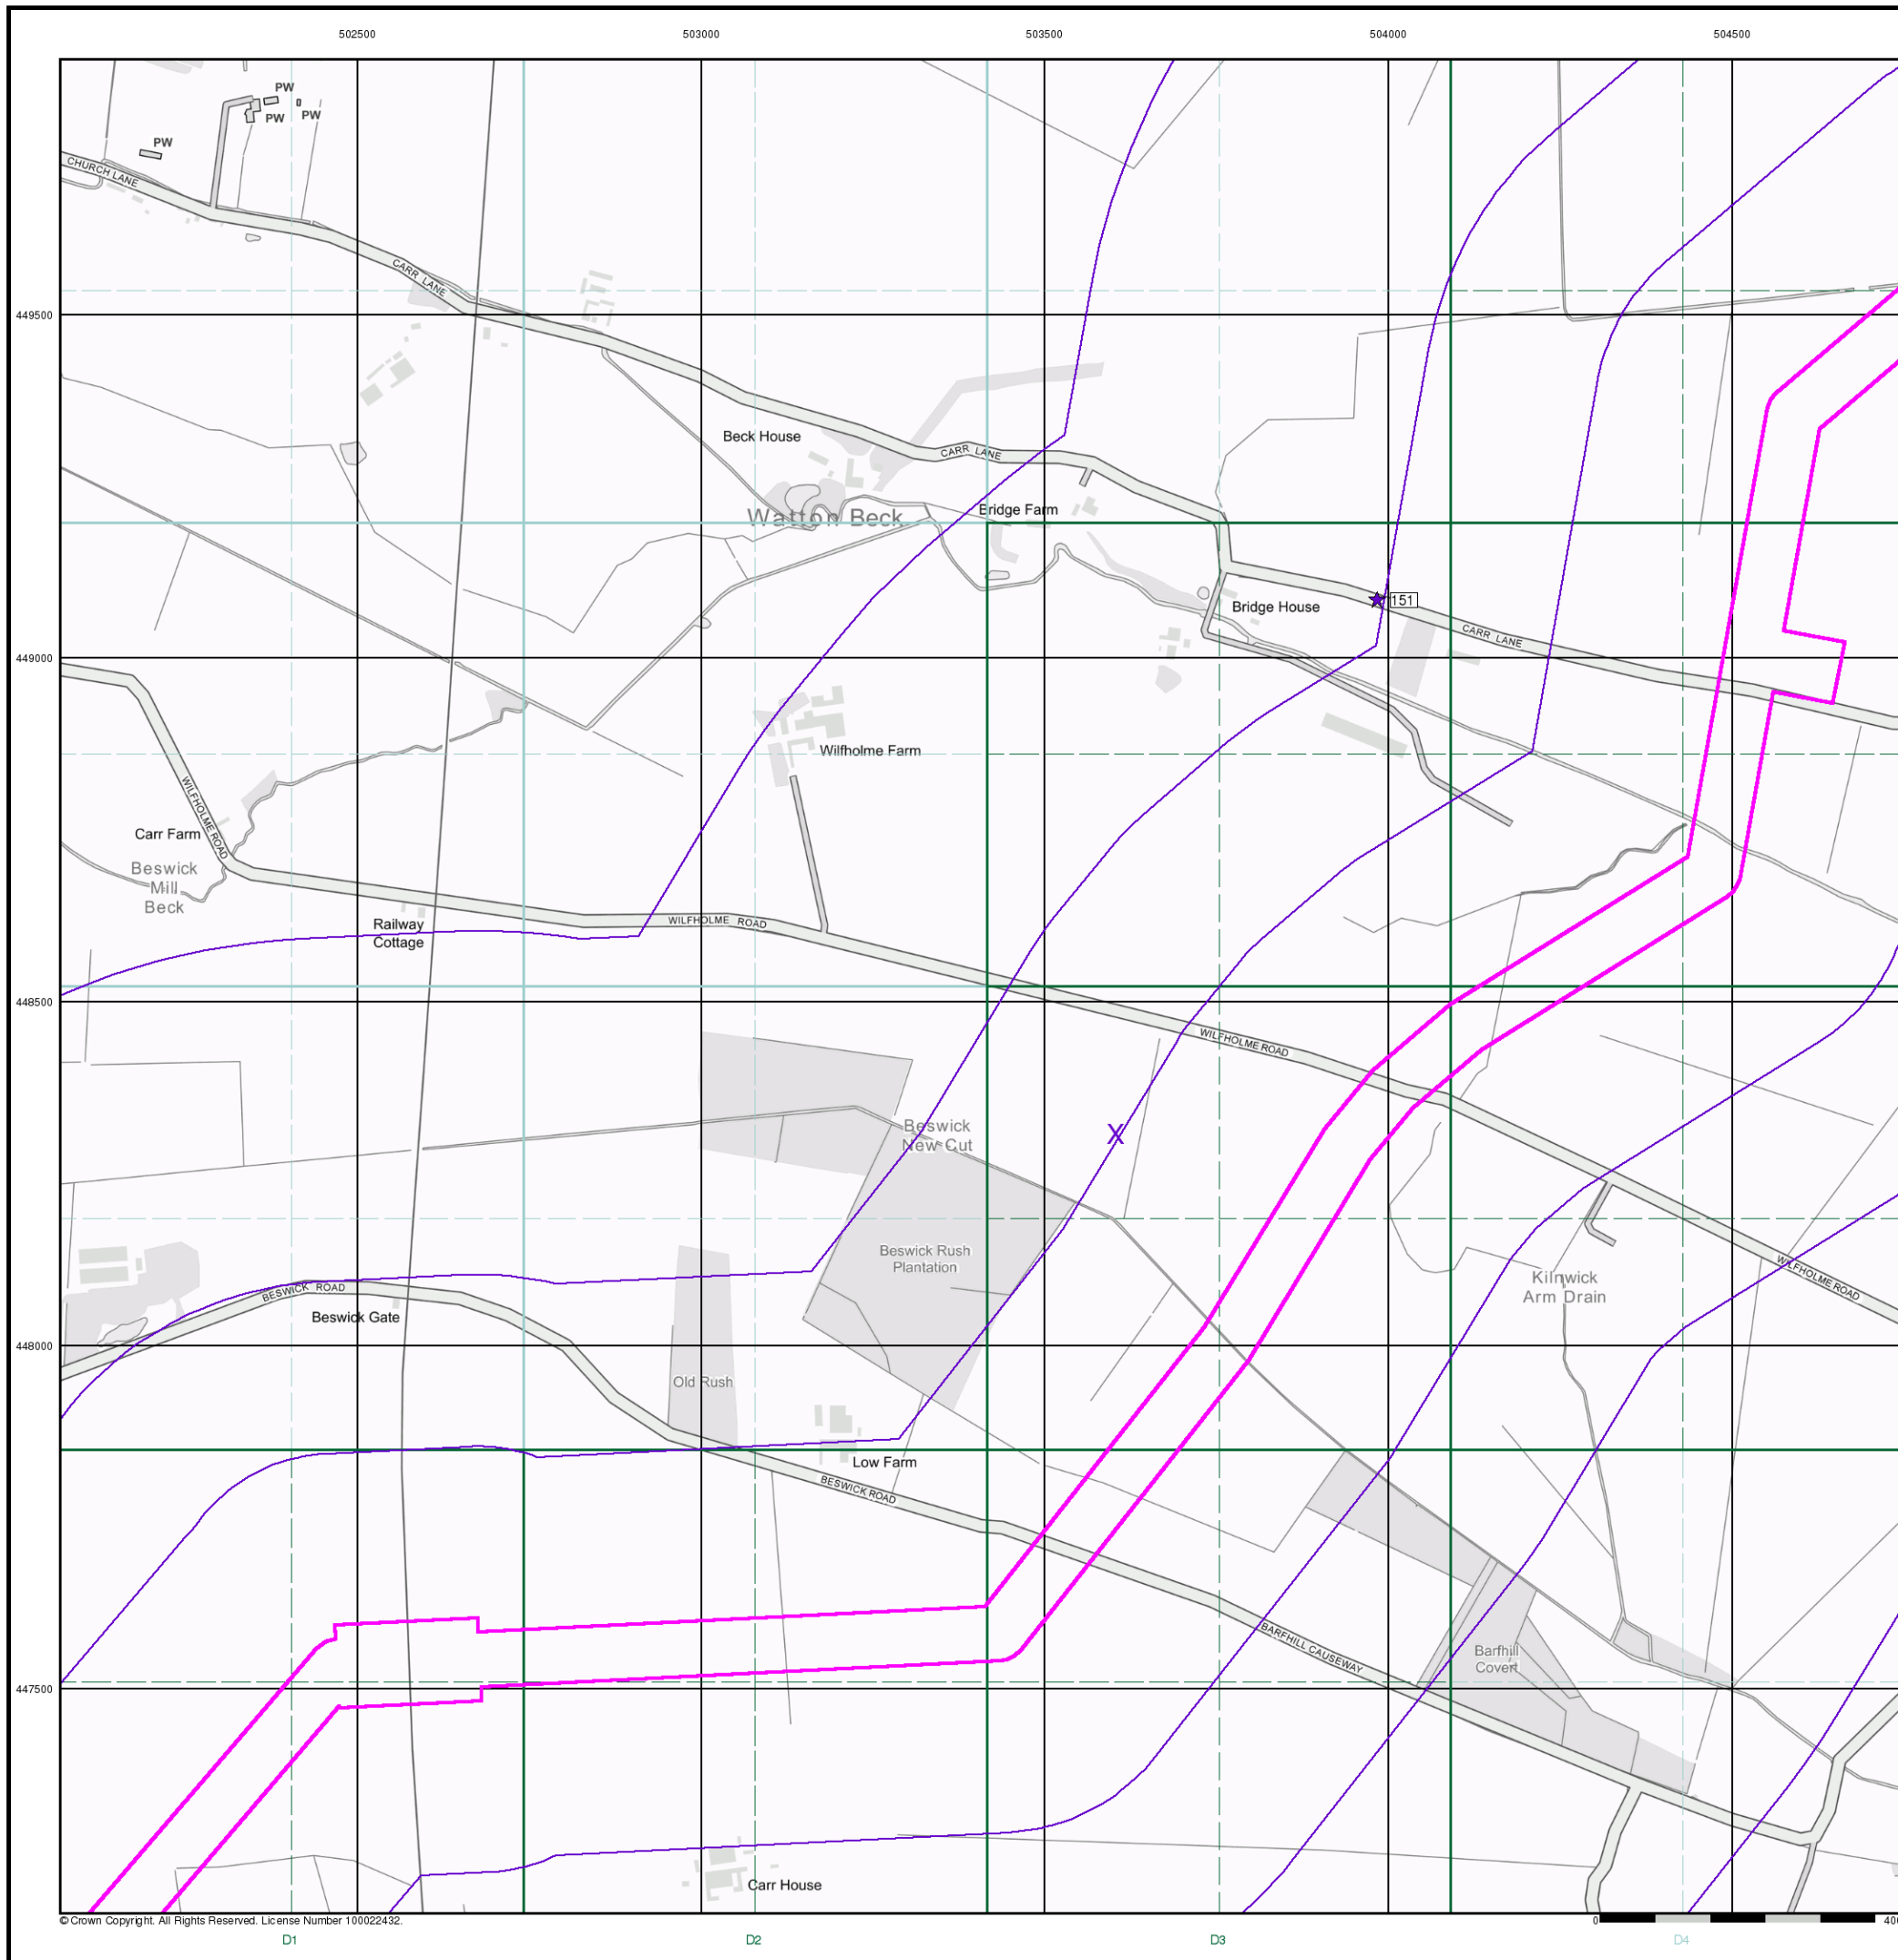 502500 503000 503500 504000 504500
PW
PW
PW
PW
CHURCH LANE
CARR LANE
449500
Beck House
CARR LANE
Bridge Farm
Watton Beck
151
Bridge House
CARR LANE
449000
Wilfholme Farm
WILFHOLME ROAD
Carr Farm
Beswick
Mill
Beck
Railway
Cottage
WILFHOLME ROAD
448500
WILFHOLME ROAD
Beswick
New Cut
X
Beswick Rush
Plantation
Kilnwick
Arm Drain
WILFHOLME ROAD
BESWICK ROAD
Beswick Gate
448000
Old Rush
Low Farm
BESWICK ROAD
BARFHILL CAUSEWAY
Barfhill
Covert
447500
Carr House
© Crown Copyright. All Rights Reserved. License Number 100022432.
0
D1 D2 D3 D4